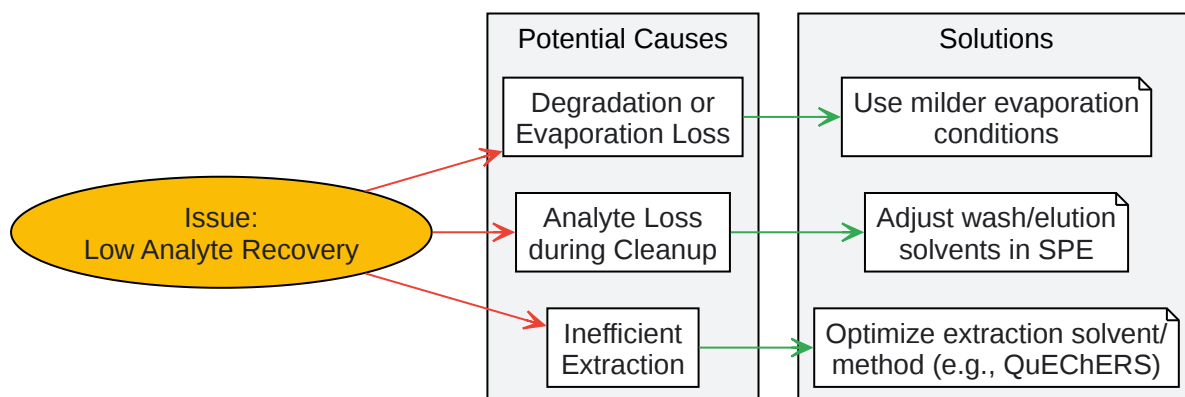 Potential Causes
Solutions
Degradation or
Evaporation Loss
Use milder evaporation
conditions
Issue:
Low Analyte Recovery
Analyte Loss
during Cleanup
Adjust wash/elution
solvents in SPE
Inefficient
Extraction
Optimize extraction solvent/
method (e.g., QuEChERS)